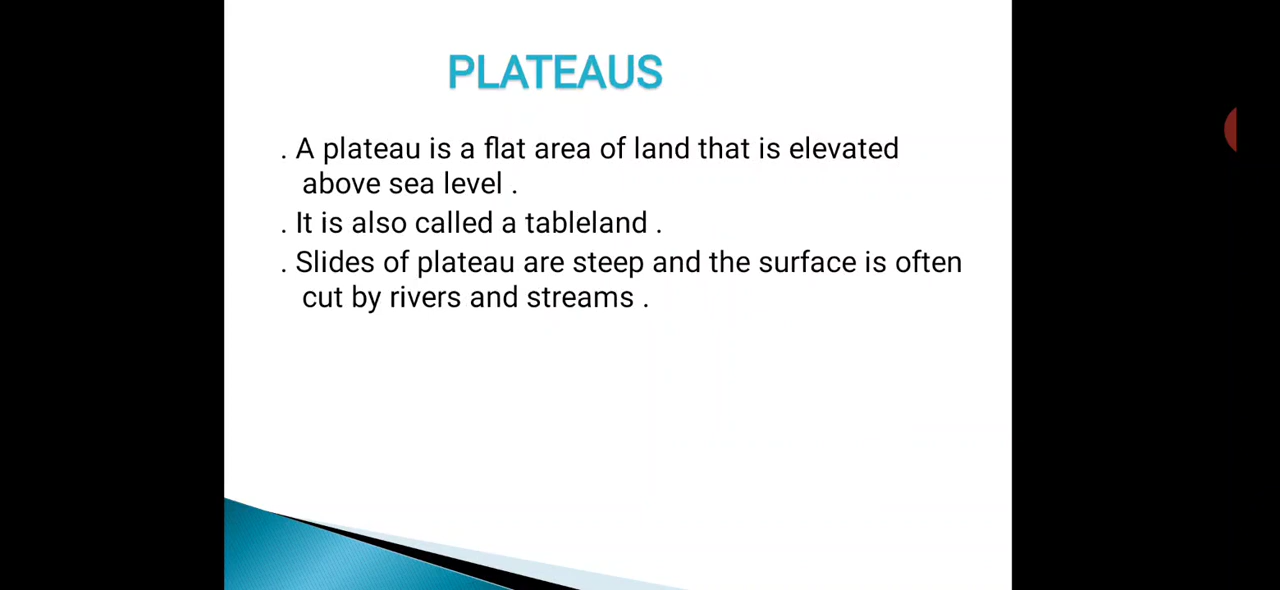 PLATEAUS
. A plateau is a flat area of land that is elevated
above sea level .
. It is also called a tableland .
. Slides of plateau are steep and the surface is often
cut by rivers and streams .